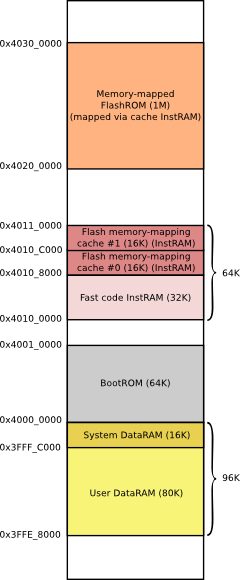 0x4030_0000
Memory-mapped
FlashROM (1M)
(mapped via cache InstRAM)
0x4020_0000
0x4011_0000
Flash memory-mapping
cache #1 (16K) (InstRAM)
0x4010_C000
Flash memory-mapping
cache #0 (16K) (InstRAM)
64K
0x4010_8000
Fast code InstRAM (32K)
0x4010_0000
0x4001_0000
BootROM (64K)
0x4000_0000
System DataRAM (16K)
0x3FFF_C000
96K
User DataRAM (80K)
0x3FFE_8000